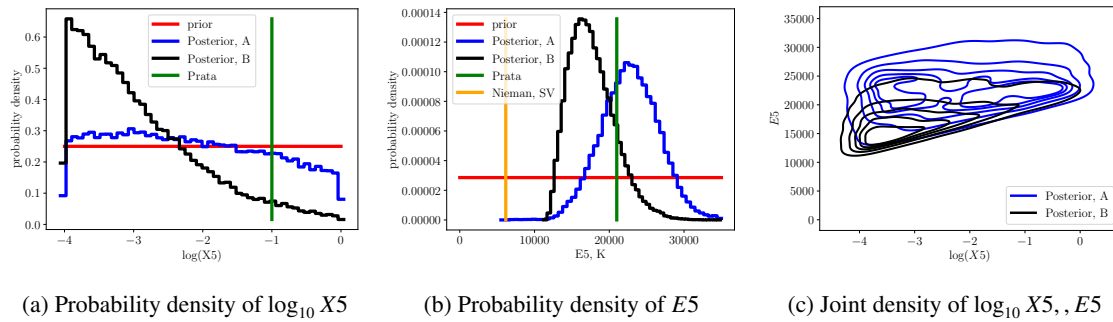 probability density
0.6
0.5
0.4
0.3
0.2
0.1
0.0
prior
Posterior, A
Posterior, B
Prata
−4
−3
−2
−1
0
log(X5)
probability density
0.00014
0.00012
0.00010
0.00008
0.00006
0.00004
0.00002
0.00000
prior
Posterior, A
Posterior, B
Prata
Nieman, SV
0
10000
20000
30000
E5, K
E5
35000
30000
25000
20000
15000
10000
5000
0
Posterior, A
Posterior, B
−4
−3
−2
−1
0
log(X5)
(a) Probability density of log₁₀ X5
(b) Probability density of E5
(c) Joint density of log₁₀ X5, , E5